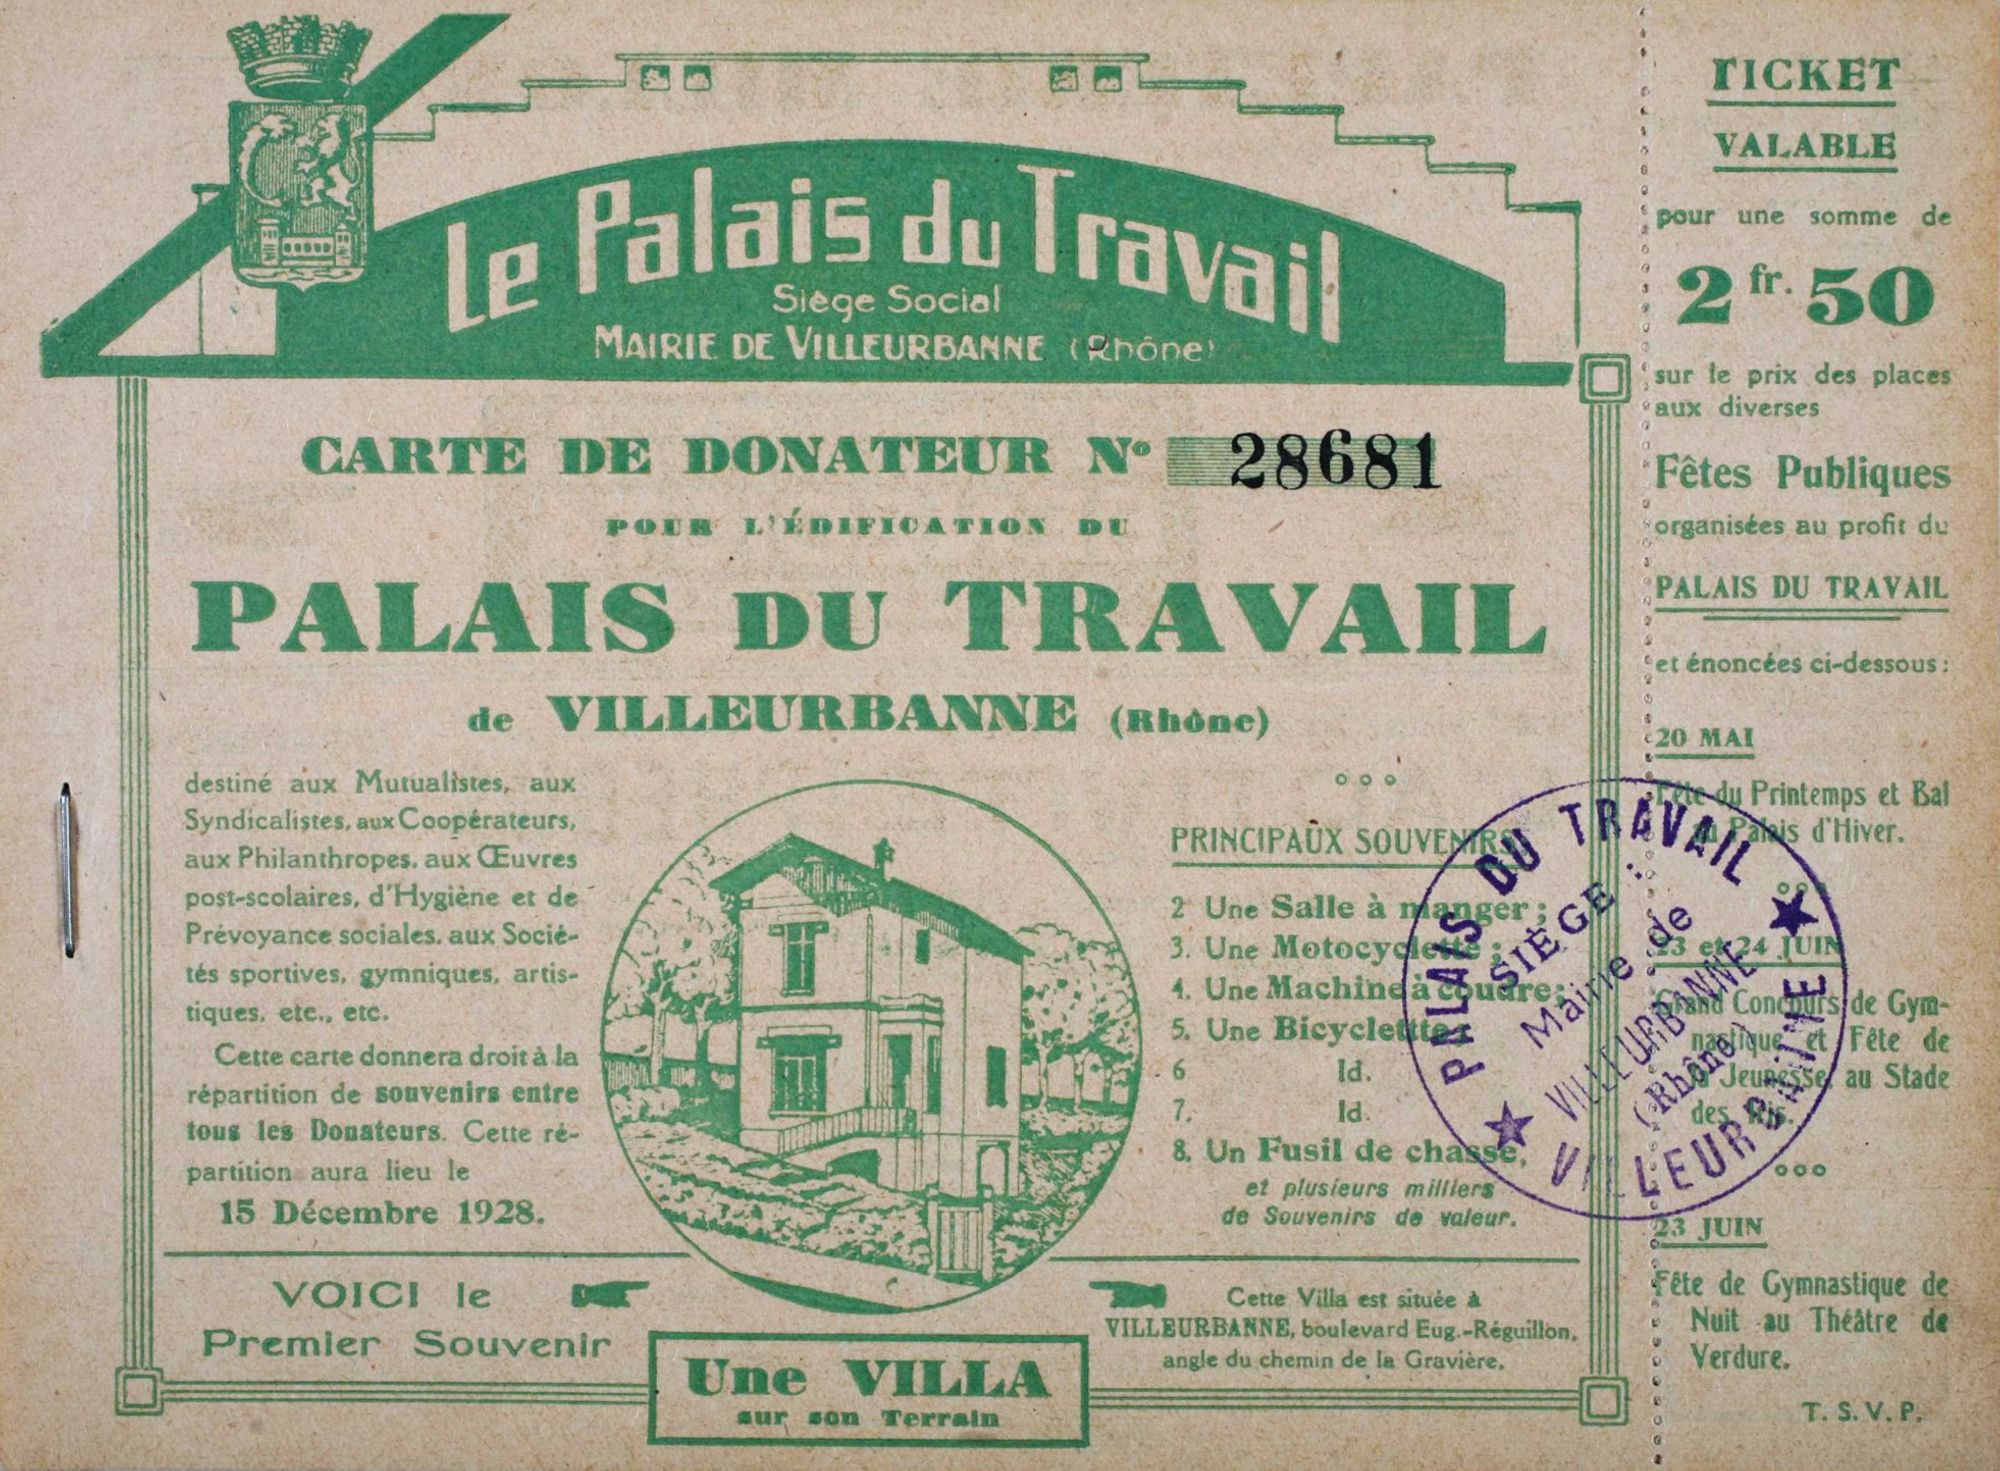 Le Palais du Travail
Siège Social
MAIRIE DE VILLEURBANNE (Rhône)
CARTE DE DONATEUR Nº 28681
POUR L'ÉDIFICATION DU
PALAIS DU TRAVAIL
de VILLEURBANNE (Rhône)
destiné aux Mutualistes, aux
Syndicalistes, aux Coopérateurs,
aux Philanthropes, aux Œuvres
post-scolaires, d'Hygiène et de
Prévoyance sociales, aux Socié-
tés sportives, gymniques, artis-
tiques, etc., etc.
Cette carte donnera droit à la
répartition de souvenirs entre
tous les Donateurs. Cette ré-
partition aura lieu le
15 Décembre 1928.
VOICI le
Premier Souvenir
Une VILLA
sur son Terrain
PRINCIPAUX SOUVENIRS
2 Une Salle à manger ;
3. Une Motocyclette ;
4. Une Machine à coudre ;
5. Une Bicyclettte ;
6 Id.
7. Id.
8. Un Fusil de chasse,
et plusieurs milliers
de Souvenirs de valeur.
Cette Villa est située à
VILLEURBANNE, boulevard Eug.-Réguillon,
angle du chemin de la Gravière.
TICKET
VALABLE
pour une somme de
2 fr. 50
sur le prix des places
aux diverses
Fêtes Publiques
organisées au profit du
PALAIS DU TRAVAIL
et énoncées ci-dessous :
20 MAI
Fête du Printemps et Bal
au Palais d'Hiver.
23 et 24 JUIN
Grand Concours de Gym-
nastique et Fête de
la Jeunesse, au Stade
des Iris.
23 JUIN
Fête de Gymnastique de
Nuit au Théâtre de
Verdure.
T. S. V. P.
PALAIS DU TRAVAIL
SIÈGE :
Mairie de
VILLEURBANNE
(Rhône)
VILLEURBANNE